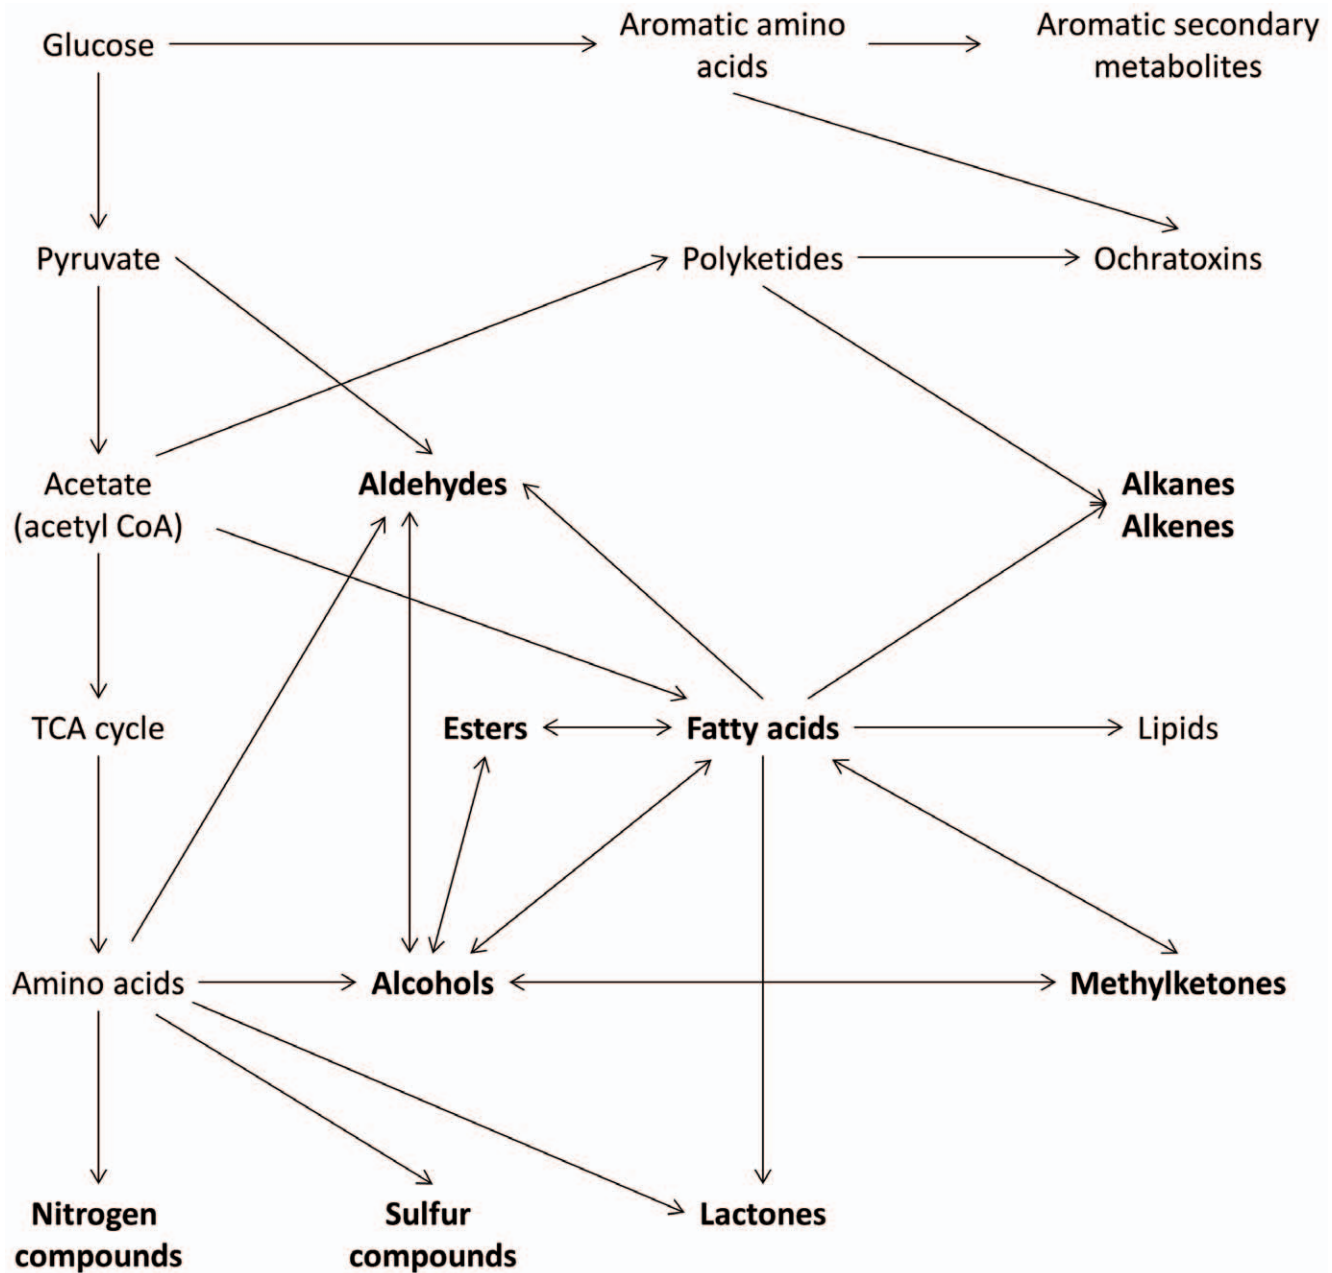 Glucose
Aromatic amino
acids
Aromatic secondary
metabolites
Pyruvate
Polyketides
Ochratoxins
Acetate
(acetyl CoA)
Aldehydes
Alkanes
Alkenes
TCA cycle
Esters
Fatty acids
Lipids
Amino acids
Alcohols
Methylketones
Nitrogen
compounds
Sulfur
compounds
Lactones